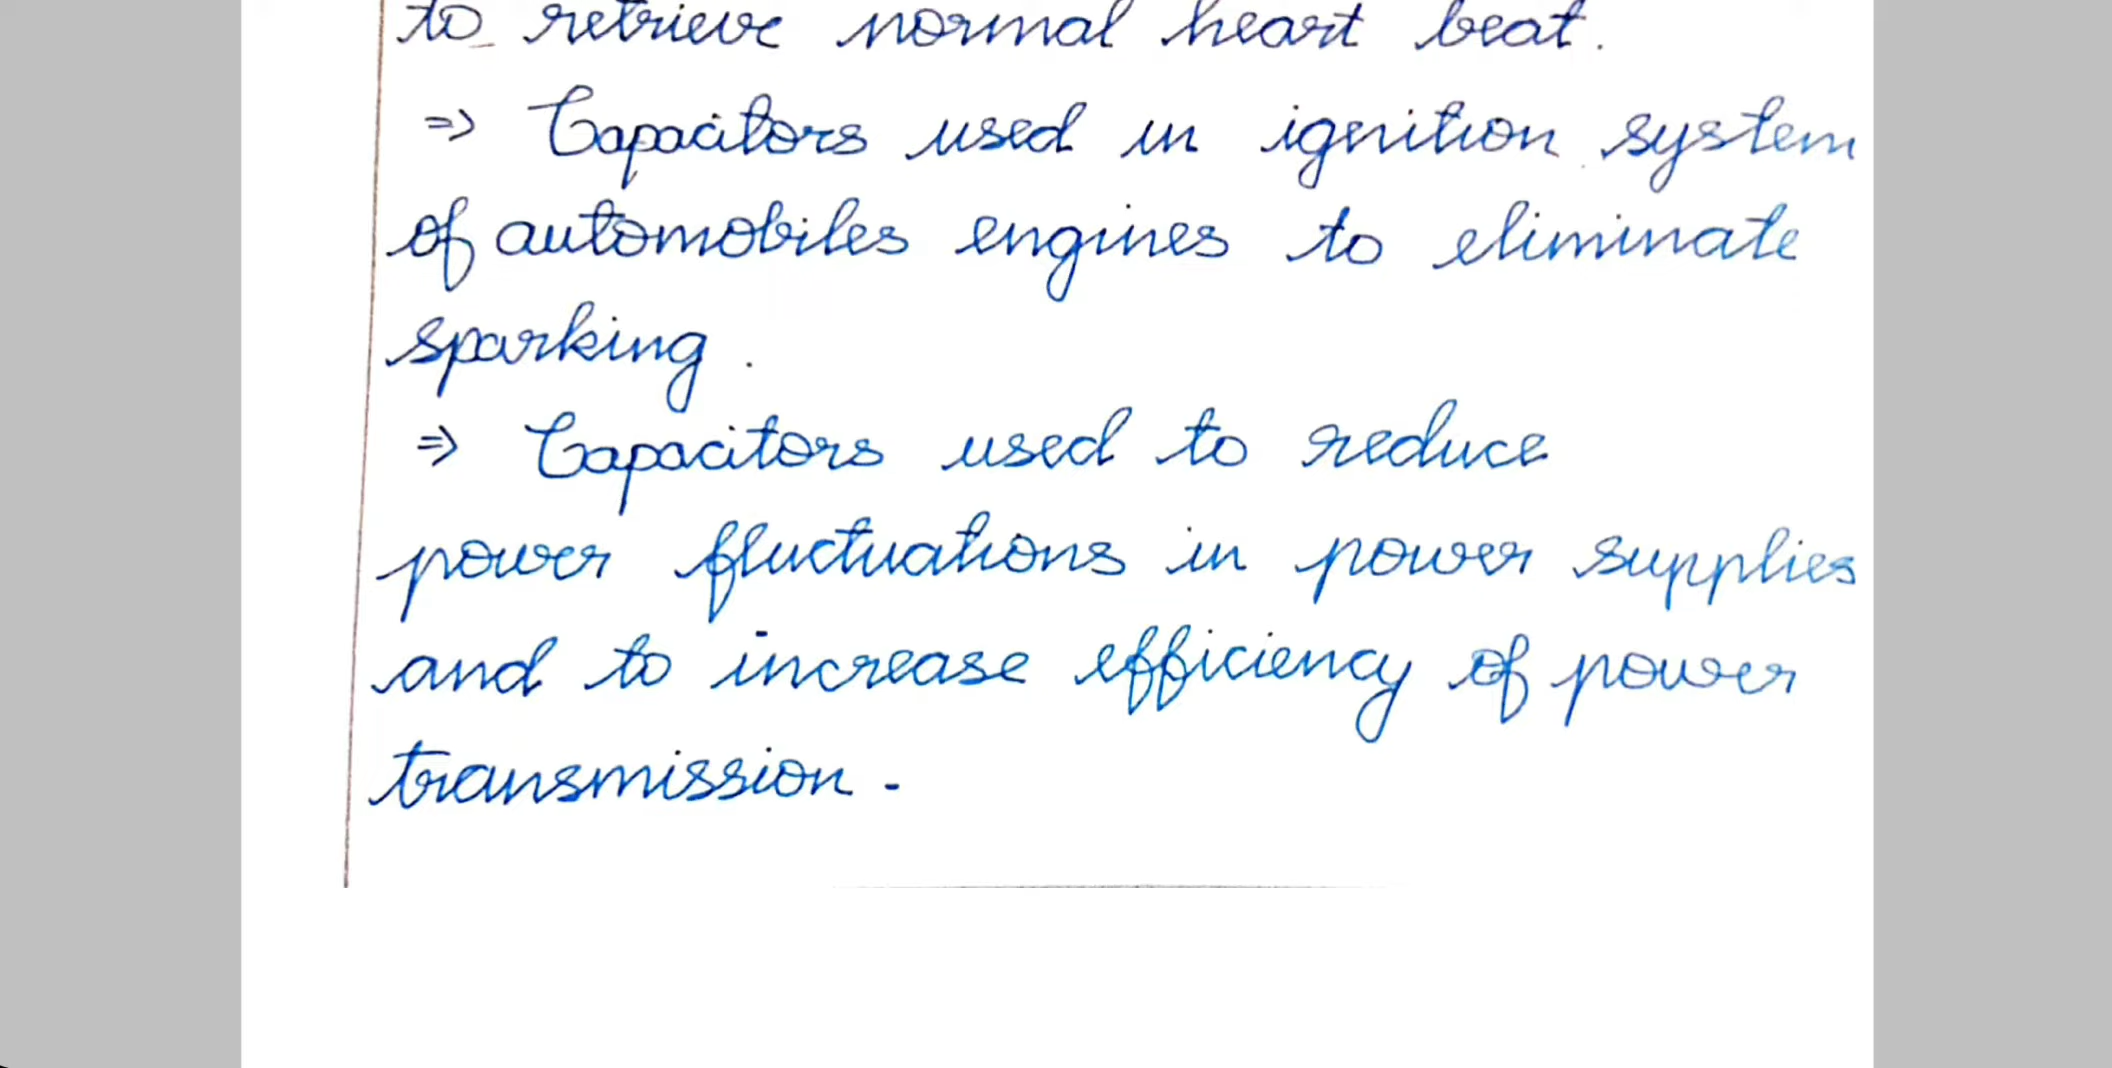 to retrieve normal heart beat.
=> Capacitors used in ignition system
of automobiles engines to eliminate
sparking.
=> Capacitors used to reduce
power fluctuations in power supplies
and to increase efficiency of power
transmission.